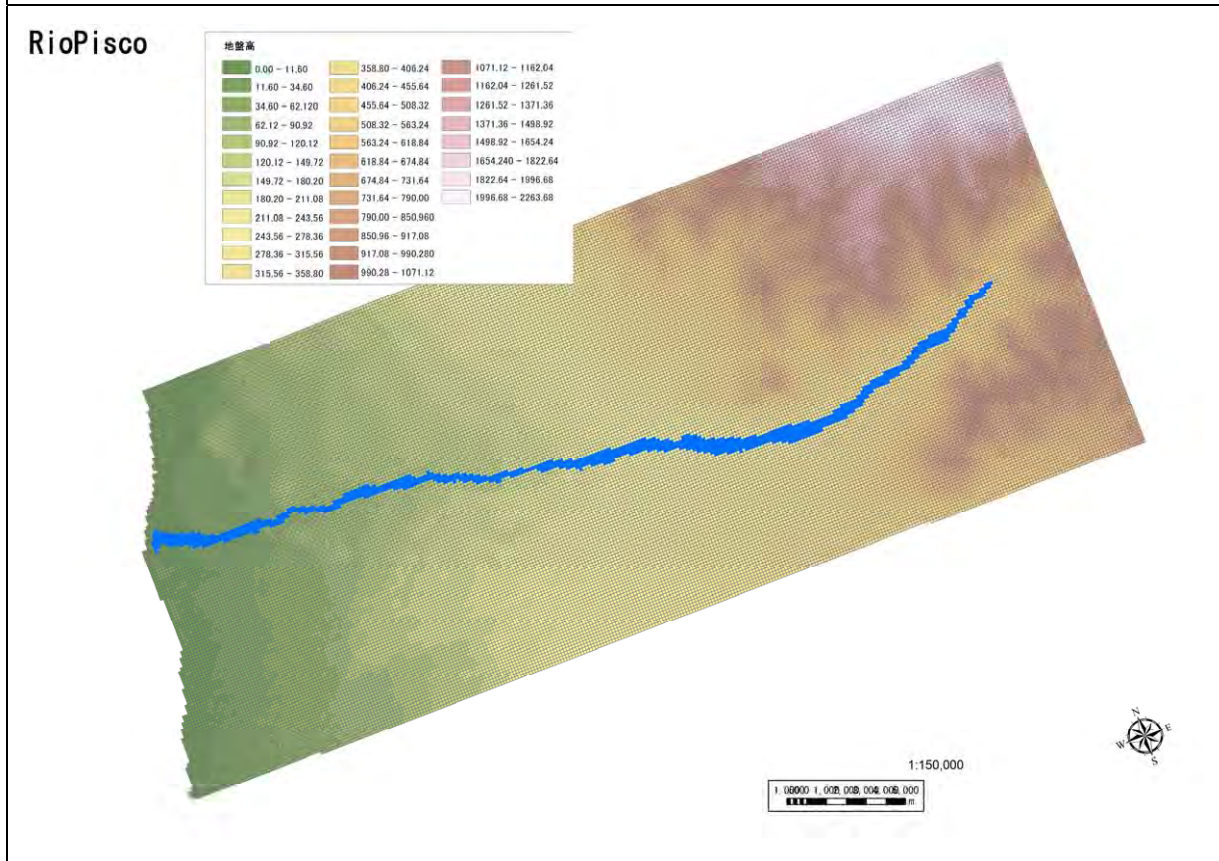 RioPisco
地盤高
0.00 - 11.60
11.60 - 34.60
34.60 - 62.120
62.12 - 90.92
90.92 - 120.12
120.12 - 149.72
149.72 - 180.20
180.20 - 211.08
211.08 - 243.56
243.56 - 278.36
278.36 - 315.56
315.56 - 358.80
358.80 - 406.24
406.24 - 455.64
455.64 - 508.32
508.32 - 563.24
563.24 - 618.84
618.84 - 674.84
674.84 - 731.64
731.64 - 790.00
790.00 - 850.960
850.96 - 917.08
917.08 - 990.280
990.28 - 1071.12
1071.12 - 1162.04
1162.04 - 1261.52
1261.52 - 1371.36
1371.36 - 1498.92
1498.92 - 1654.24
1654.240 - 1822.64
1822.64 - 1996.68
1996.68 - 2263.68
N
W E
S
1:150,000
m